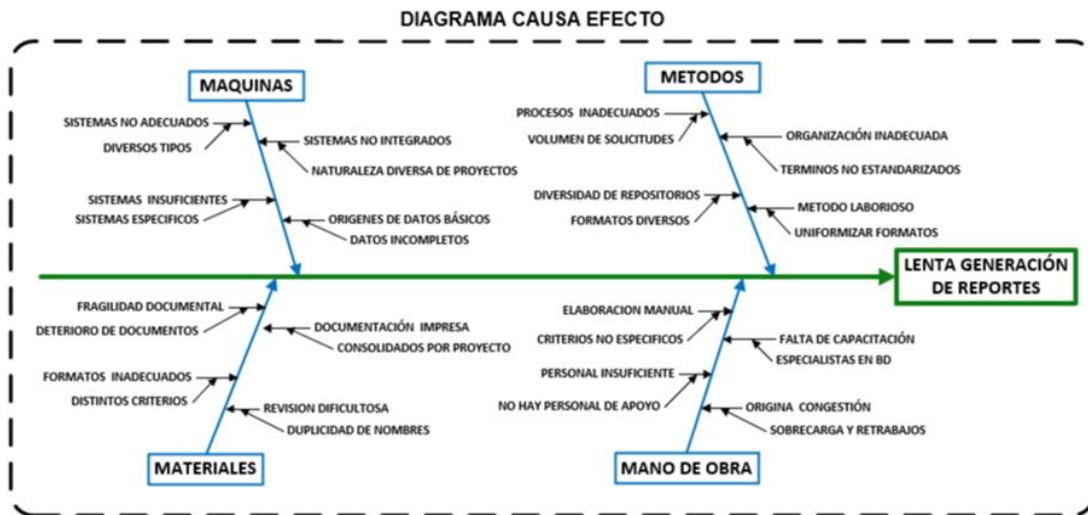 DIAGRAMA CAUSA EFECTO
MAQUINAS
SISTEMAS NO ADECUADOS
DIVERSOS TIPOS
SISTEMAS NO INTEGRADOS
NATURALEZA DIVERSA DE PROYECTOS
SISTEMAS INSUFICIENTES
SISTEMAS ESPECIFICOS
ORIGENES DE DATOS BÁSICOS
DATOS INCOMPLETOS
METODOS
PROCESOS INADECUADOS
VOLUMEN DE SOLICITUDES
ORGANIZACIÓN INADECUADA
TERMINOS NO ESTANDARIZADOS
DIVERSIDAD DE REPOSITORIOS
FORMATOS DIVERSOS
METODO LABORIOSO
UNIFORMIZAR FORMATOS
LENTA GENERACIÓN
DE REPORTES
FRAGILIDAD DOCUMENTAL
DETERIORO DE DOCUMENTOS
DOCUMENTACIÓN IMPRESA
CONSOLIDADOS POR PROYECTO
FORMATOS INADECUADOS
DISTINTOS CRITERIOS
REVISION DIFICULTOSA
DUPLICIDAD DE NOMBRES
MATERIALES
ELABORACION MANUAL
CRITERIOS NO ESPECIFICOS
FALTA DE CAPACITACIÓN
ESPECIALISTAS EN BD
PERSONAL INSUFICIENTE
NO HAY PERSONAL DE APOYO
ORIGINA CONGESTIÓN
SOBRECARGA Y RETRABAJOS
MANO DE OBRA